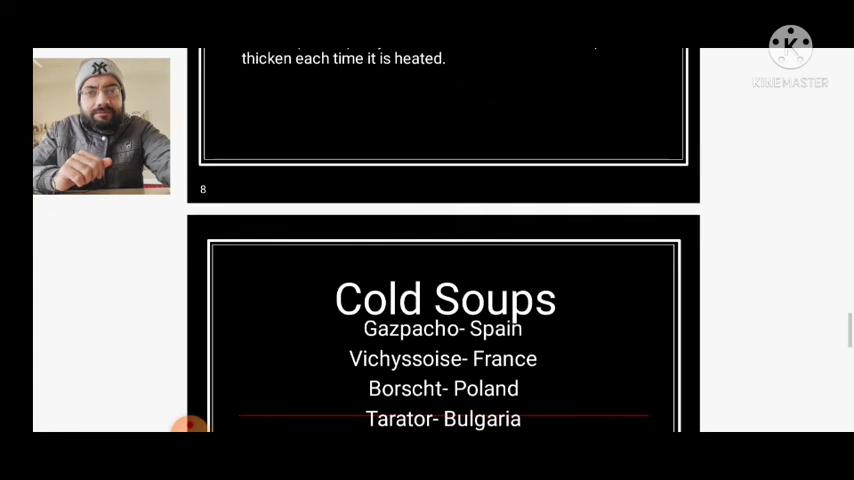 thicken each time it is heated.
K
KINEMASTER
8
Cold Soups
Gazpacho- Spain
Vichyssoise- France
Borscht- Poland
Tarator- Bulgaria